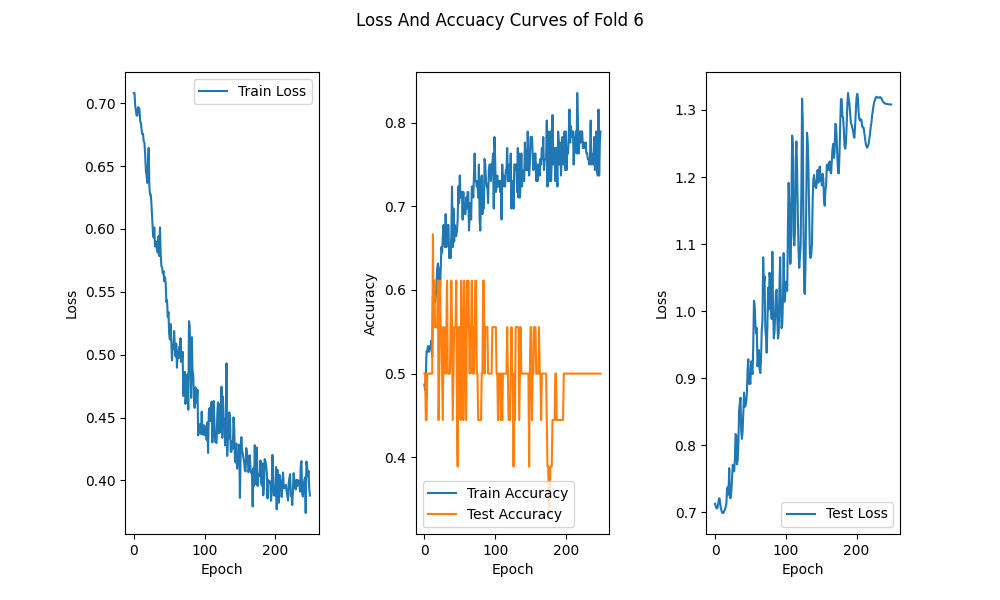 Loss And Accuacy Curves of Fold 6
Loss
0.70
0.65
0.60
0.55
0.50
0.45
0.40
0
100
200
Epoch
Train Loss
Accuracy
0.8
0.7
0.6
0.5
0.4
0
100
200
Epoch
Train Accuracy
Test Accuracy
Loss
1.3
1.2
1.1
1.0
0.9
0.8
0.7
0
100
200
Epoch
Test Loss